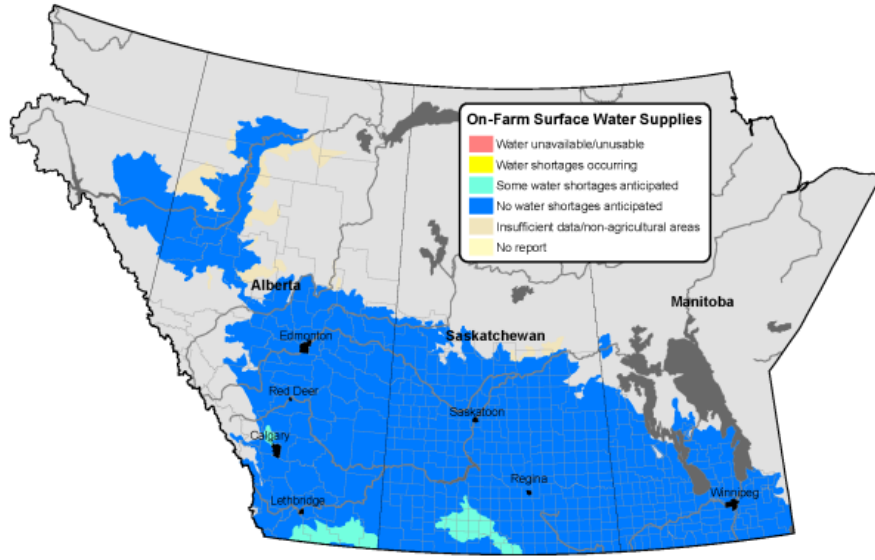 On-Farm Surface Water Supplies
Water unavailable/unusable
Water shortages occurring
Some water shortages anticipated
No water shortages anticipated
Insufficient data/non-agricultural areas
No report
Alberta
Manitoba
Saskatchewan
Edmonton
Red Deer
Saskatoon
Calgary
Regina
Lethbridge
Winnipeg